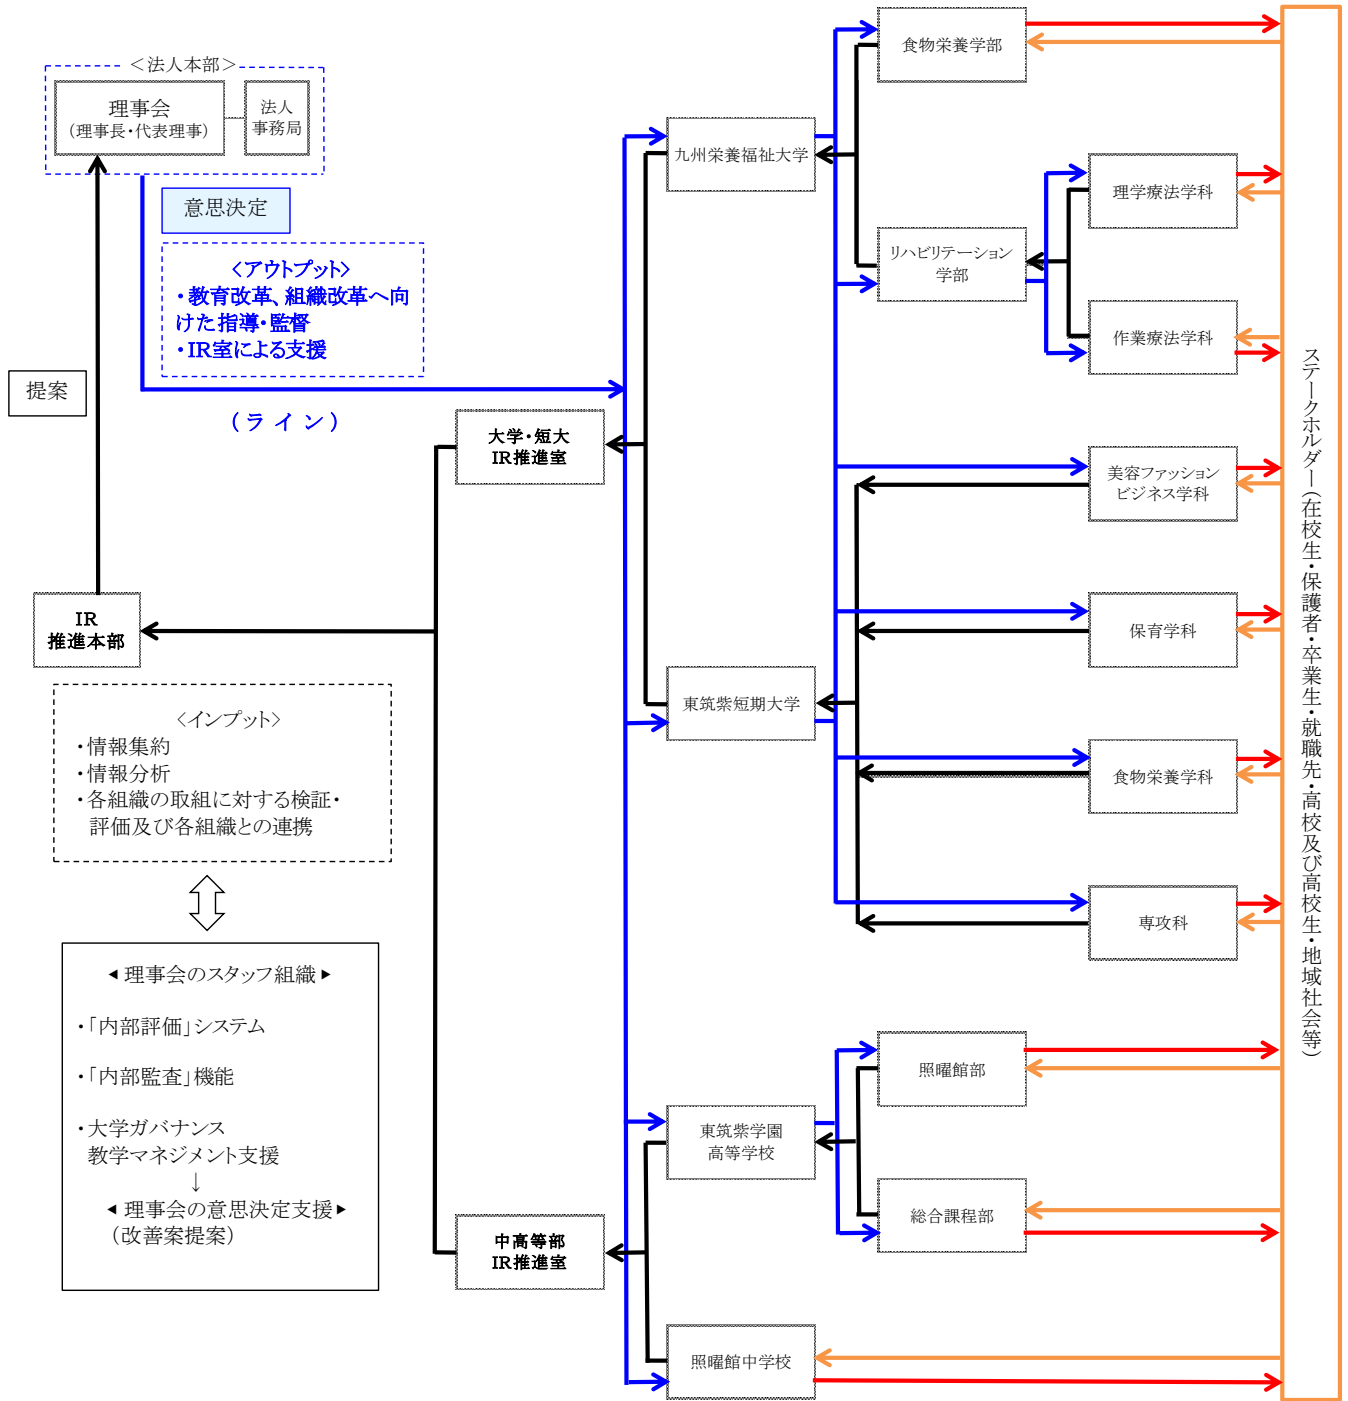 ＜法人本部＞
理事会
(理事長・代表理事)
法人
事務局
意思決定
<アウトプット>
・教育改革、組織改革へ向
けた指導・監督
・IR室による支援
(ライン)
提案
大学・短大
IR推進室
IR
推進本部
<インプット>
・情報集約
・情報分析
・各組織の取組に対する検証・
評価及び各組織との連携
◀理事会のスタッフ組織▶
・「内部評価」システム
・「内部監査」機能
・大学ガバナンス
教学マネジメント支援
↓
◀理事会の意思決定支援▶
(改善案提案)
中高等部
IR推進室
九州栄養福祉大学
東筑紫短期大学
東筑紫学園
高等学校
照曜館中学校
食物栄養学部
リハビリテーション
学部
理学療法学科
作業療法学科
美容ファッション
ビジネス学科
保育学科
食物栄養学科
専攻科
照曜館部
総合課程部
ステークホルダー(在校生・保護者・卒業生・就職先・高校及び高校生・地域社会等)